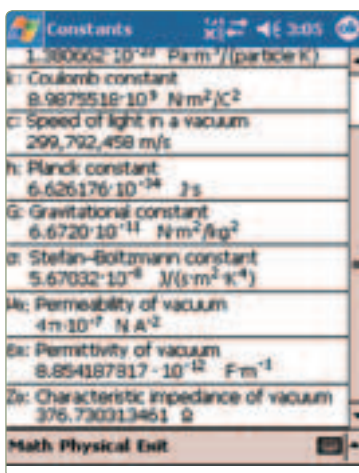 Constants 3:05
1.380662·10⁻²³ Pa·m³/(particle·K)
k: Coulomb constant
8.9875518·10⁹ N·m²/C²
c: Speed of light in a vacuum
299,792,458 m/s
h: Planck constant
6.626176·10⁻³⁴ J·s
G: Gravitational constant
6.6720·10⁻¹¹ N·m²/kg²
σ: Stefan-Boltzmann constant
5.67032·10⁻⁸ J/(s·m²·K⁴)
μ₀: Permeability of vacuum
4π·10⁻⁷ N A⁻²
ε₀: Permittivity of vacuum
8.854187817 · 10⁻¹² F·m⁻¹
Z₀: Characteristic impedance of vacuum
376.730313461 Ω
Math Physical Exit